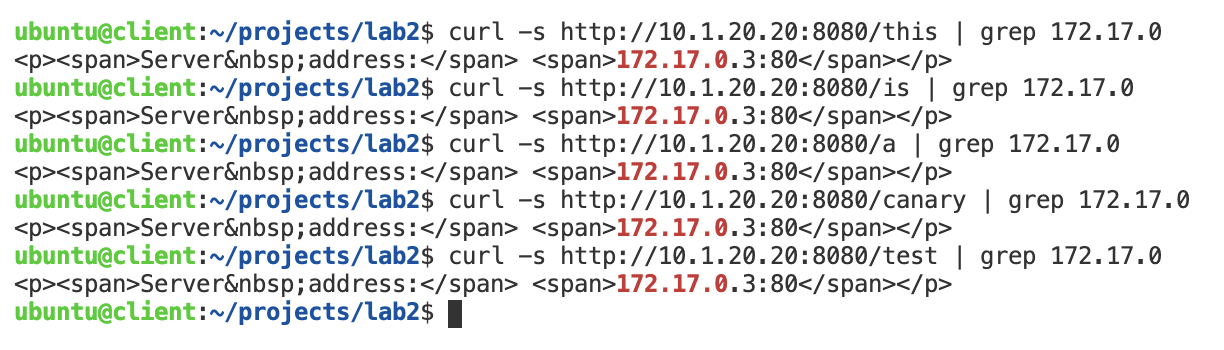 ubuntu@client:~/projects/lab2$ curl -s http://10.1.20.20:8080/this | grep 172.17.0
<p><span>Server&nbsp;address:</span> <span>172.17.0.3:80</span></p>
ubuntu@client:~/projects/lab2$ curl -s http://10.1.20.20:8080/is | grep 172.17.0
<p><span>Server&nbsp;address:</span> <span>172.17.0.3:80</span></p>
ubuntu@client:~/projects/lab2$ curl -s http://10.1.20.20:8080/a | grep 172.17.0
<p><span>Server&nbsp;address:</span> <span>172.17.0.3:80</span></p>
ubuntu@client:~/projects/lab2$ curl -s http://10.1.20.20:8080/canary | grep 172.17.0
<p><span>Server&nbsp;address:</span> <span>172.17.0.3:80</span></p>
ubuntu@client:~/projects/lab2$ curl -s http://10.1.20.20:8080/test | grep 172.17.0
<p><span>Server&nbsp;address:</span> <span>172.17.0.3:80</span></p>
ubuntu@client:~/projects/lab2$